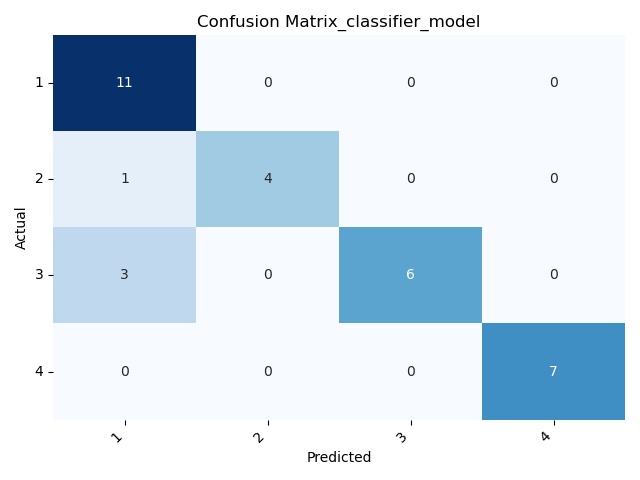 Confusion Matrix_classifier_model
Actual
1 11 0 0 0
2 1 4 0 0
3 3 0 6 0
4 0 0 0 7
1 2 3 4
Predicted